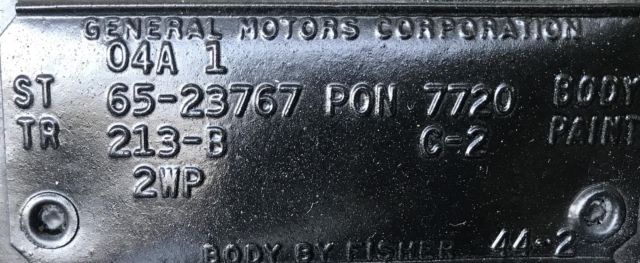 GENERAL MOTORS CORPORATION
04A 1
ST 65-23767 PON 7720 BODY
TR 213-B C-2 PAINT
2WP
BODY BY FISHER 44-2